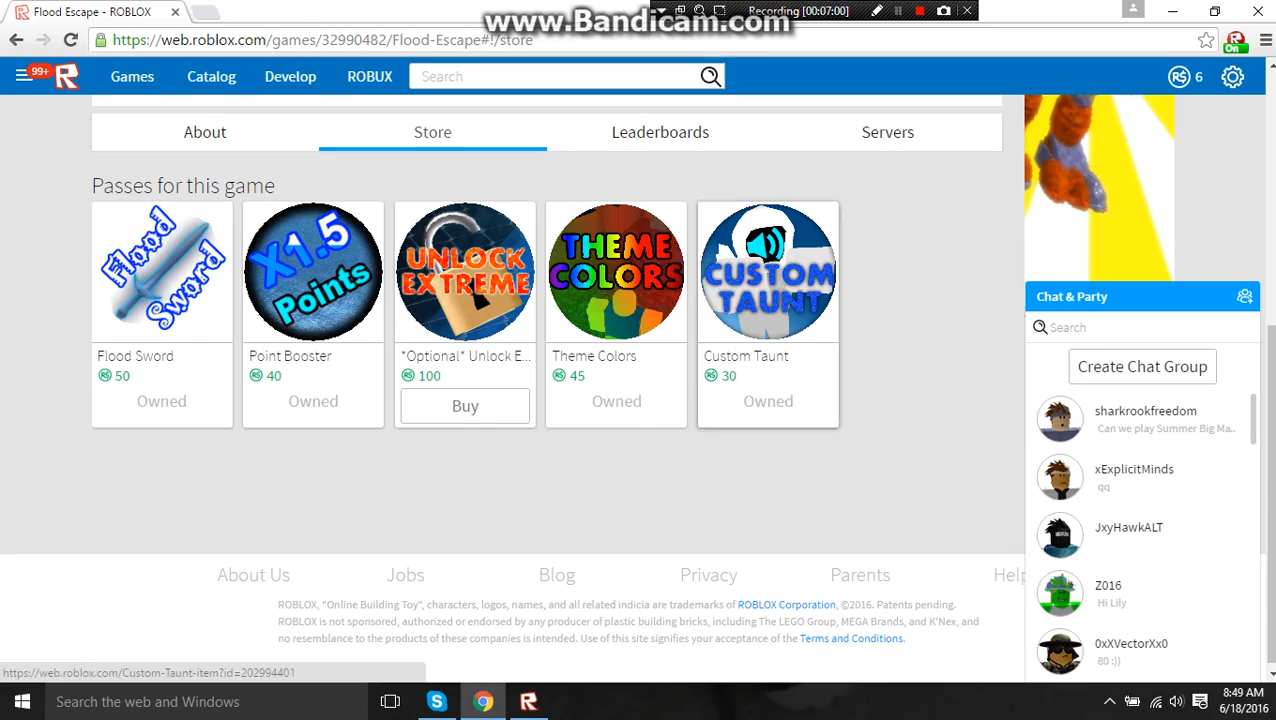 Flood Escape - ROBLOX
Recording [00:07:00]
www.Bandicam.com
https://web.roblox.com/games/32990482/Flood-Escape#!/store
On
99+
Games
Catalog
Develop
ROBUX
Search
R$ 6
About
Store
Leaderboards
Servers
Passes for this game
Flood Sword
X1.5 Points
UNLOCK EXTREME
THEME COLORS
CUSTOM TAUNT
Flood Sword
Point Booster
*Optional* Unlock E...
Theme Colors
Custom Taunt
R$ 50
R$ 40
R$ 100
R$ 45
R$ 30
Owned
Owned
Buy
Owned
Owned
Chat & Party
Search
Create Chat Group
sharkrookfreedom
Can we play Summer Big Ma..
xExplicitMinds
qq
JxyHawkALT
Z016
Hi Lily
0xXVectorXx0
80 :))
About Us
Jobs
Blog
Privacy
Parents
Help
ROBLOX, "Online Building Toy", characters, logos, names, and all related indicia are trademarks of ROBLOX Corporation, ©2016. Patents pending.
ROBLOX is not sponsored, authorized or endorsed by any producer of plastic building bricks, including The LEGO Group, MEGA Brands, and K'Nex, and
no resemblance to the products of these companies is intended. Use of this site signifies your acceptance of the Terms and Conditions.
https://web.roblox.com/Custom-Taunt-item?id=202994401
Search the web and Windows
8:49 AM
6/18/2016